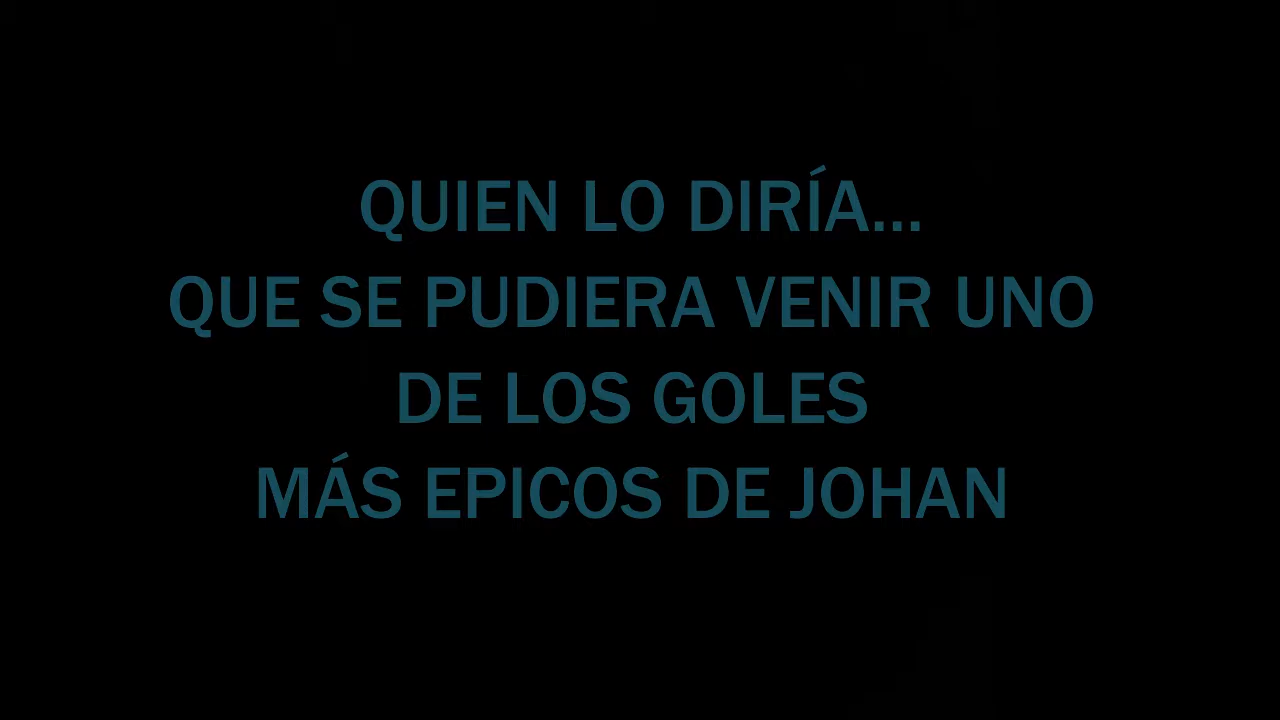 QUIEN LO DIRÍA...
QUE SE PUDIERA VENIR UNO
DE LOS GOLES
MÁS EPICOS DE JOHAN